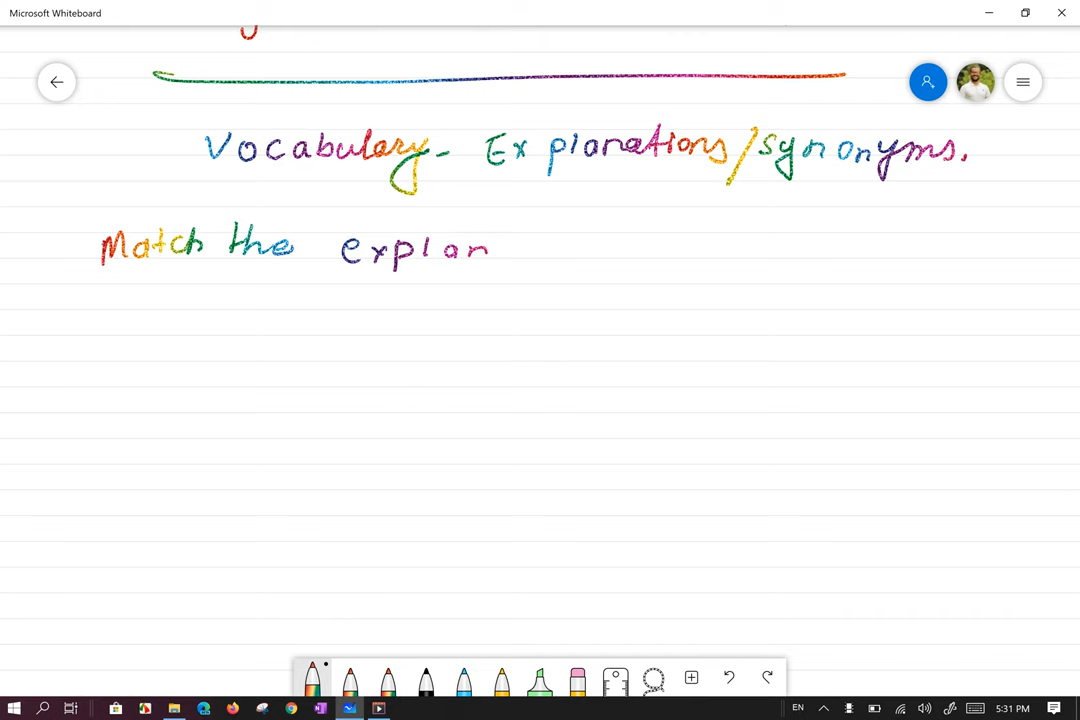 Microsoft Whiteboard
Vocabulary - Explanations/synonyms.
Match the explan
EN
5:31 PM